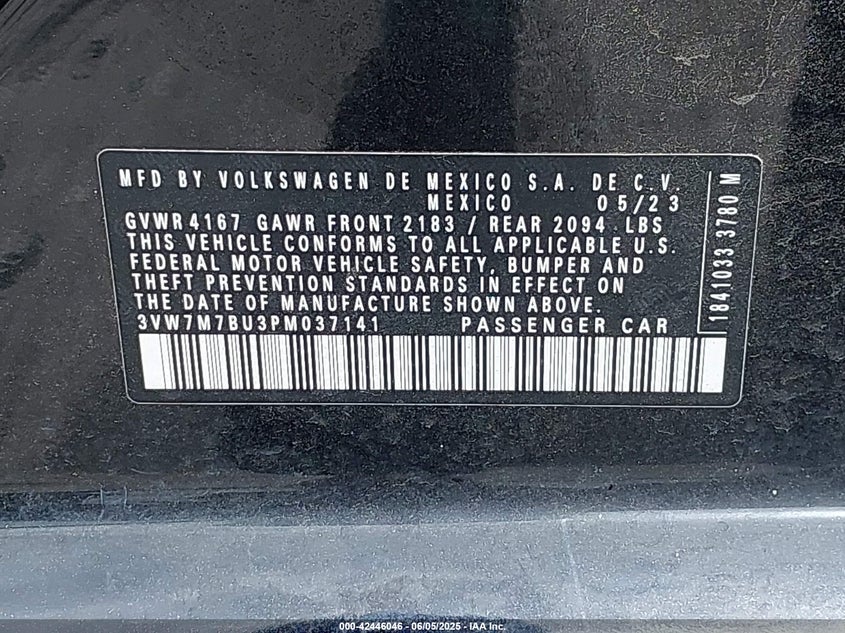 MFD BY VOLKSWAGEN DE MEXICO S.A. DE C.V.
MEXICO 05/23
GVWR 4167 GAWR FRONT 2183 / REAR 2094 LBS
THIS VEHICLE CONFORMS TO ALL APPLICABLE U.S.
FEDERAL MOTOR VEHICLE SAFETY, BUMPER AND
THEFT PREVENTION STANDARDS IN EFFECT ON
THE DATE OF MANUFACTURE SHOWN ABOVE.
3VW7M7BU3PM037141 PASSENGER CAR
1841033 3780 M
000-42446046 - 06/05/2025 - IAA Inc.